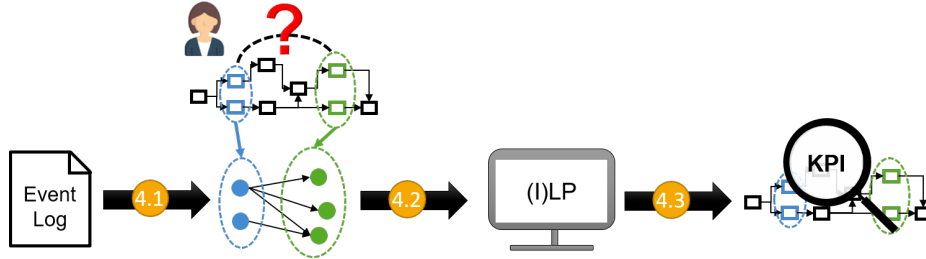 ?
Event
Log
4.1
4.2
(I)LP
4.3
KPI